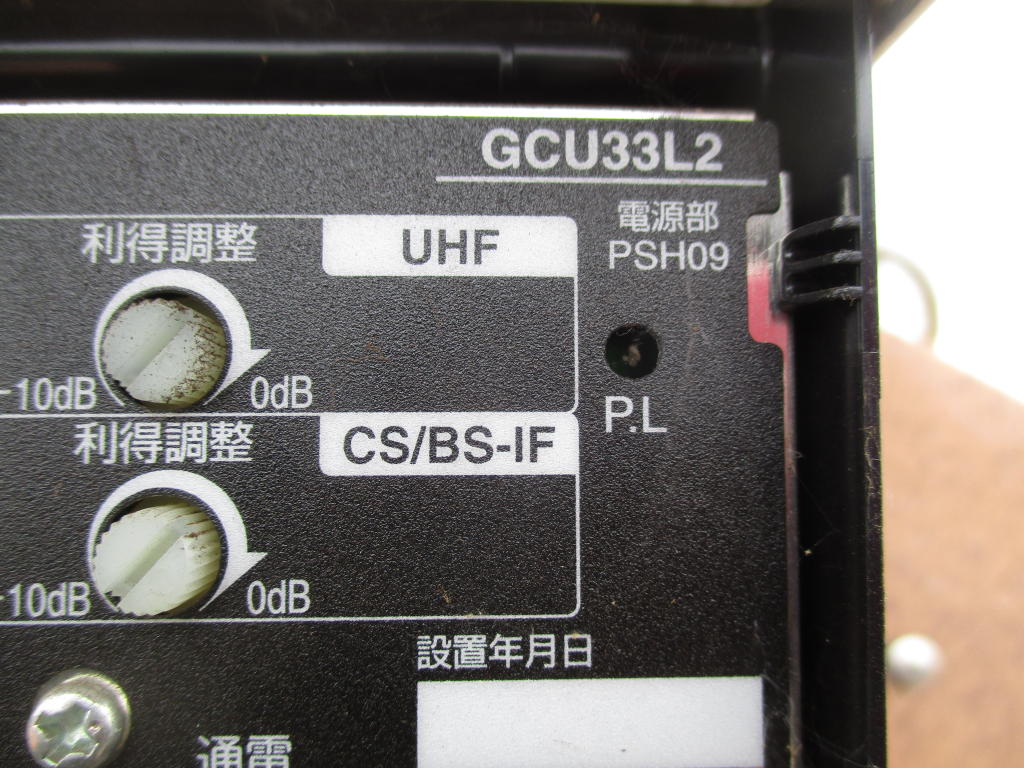 GCU33L2
電源部
PSH09
利得調整
UHF
-10dB
0dB
P.L
利得調整
CS/BS-IF
-10dB
0dB
設置年月日
通電